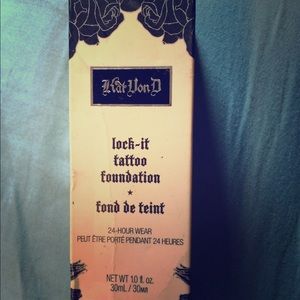 Kat Von D
lock-it
tattoo
foundation
★
fond de teint
24-HOUR WEAR
PEUT ÊTRE PORTÉ PENDANT 24 HEURES
NET WT 1.0 fl. oz.
30mL / 30мл